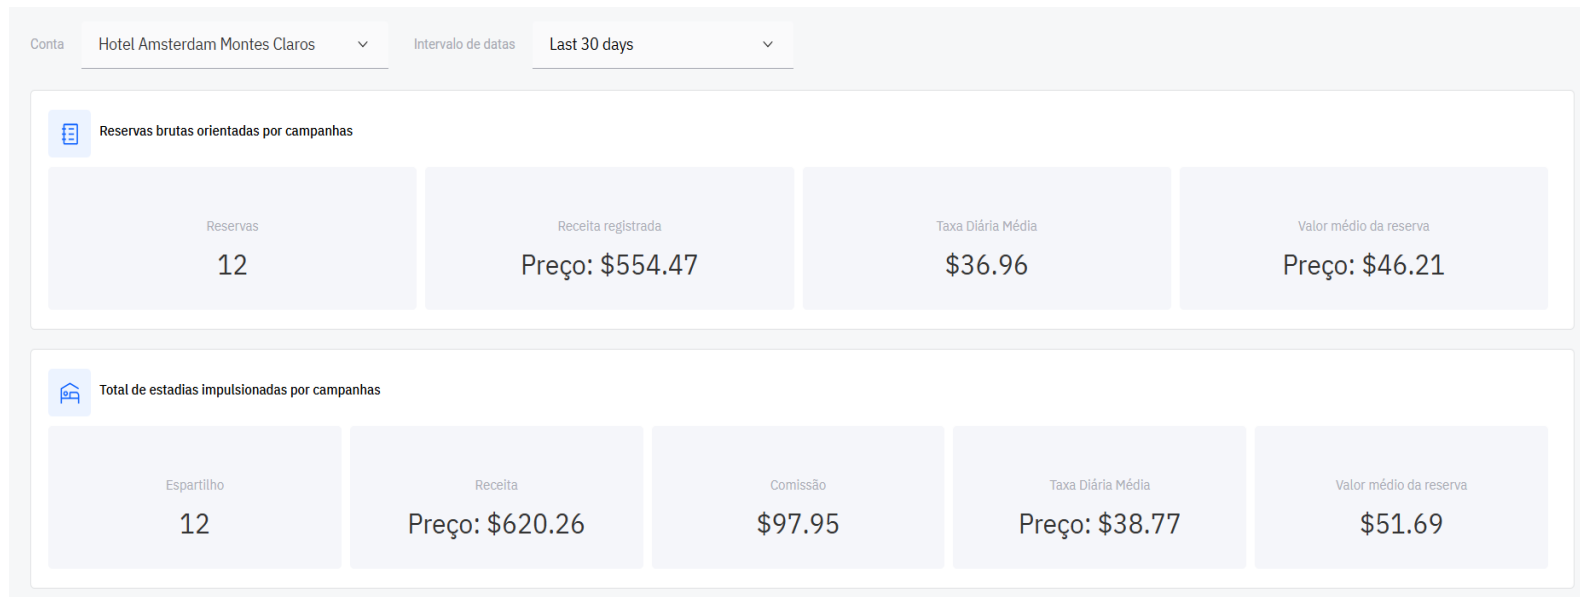 Conta Hotel Amsterdam Montes Claros Intervalo de datas Last 30 days
Reservas brutas orientadas por campanhas
Reservas
12
Receita registrada
Preço: $554.47
Taxa Diária Média
$36.96
Valor médio da reserva
Preço: $46.21
Total de estadias impulsionadas por campanhas
Espartilho
12
Receita
Preço: $620.26
Comissão
$97.95
Taxa Diária Média
Preço: $38.77
Valor médio da reserva
$51.69